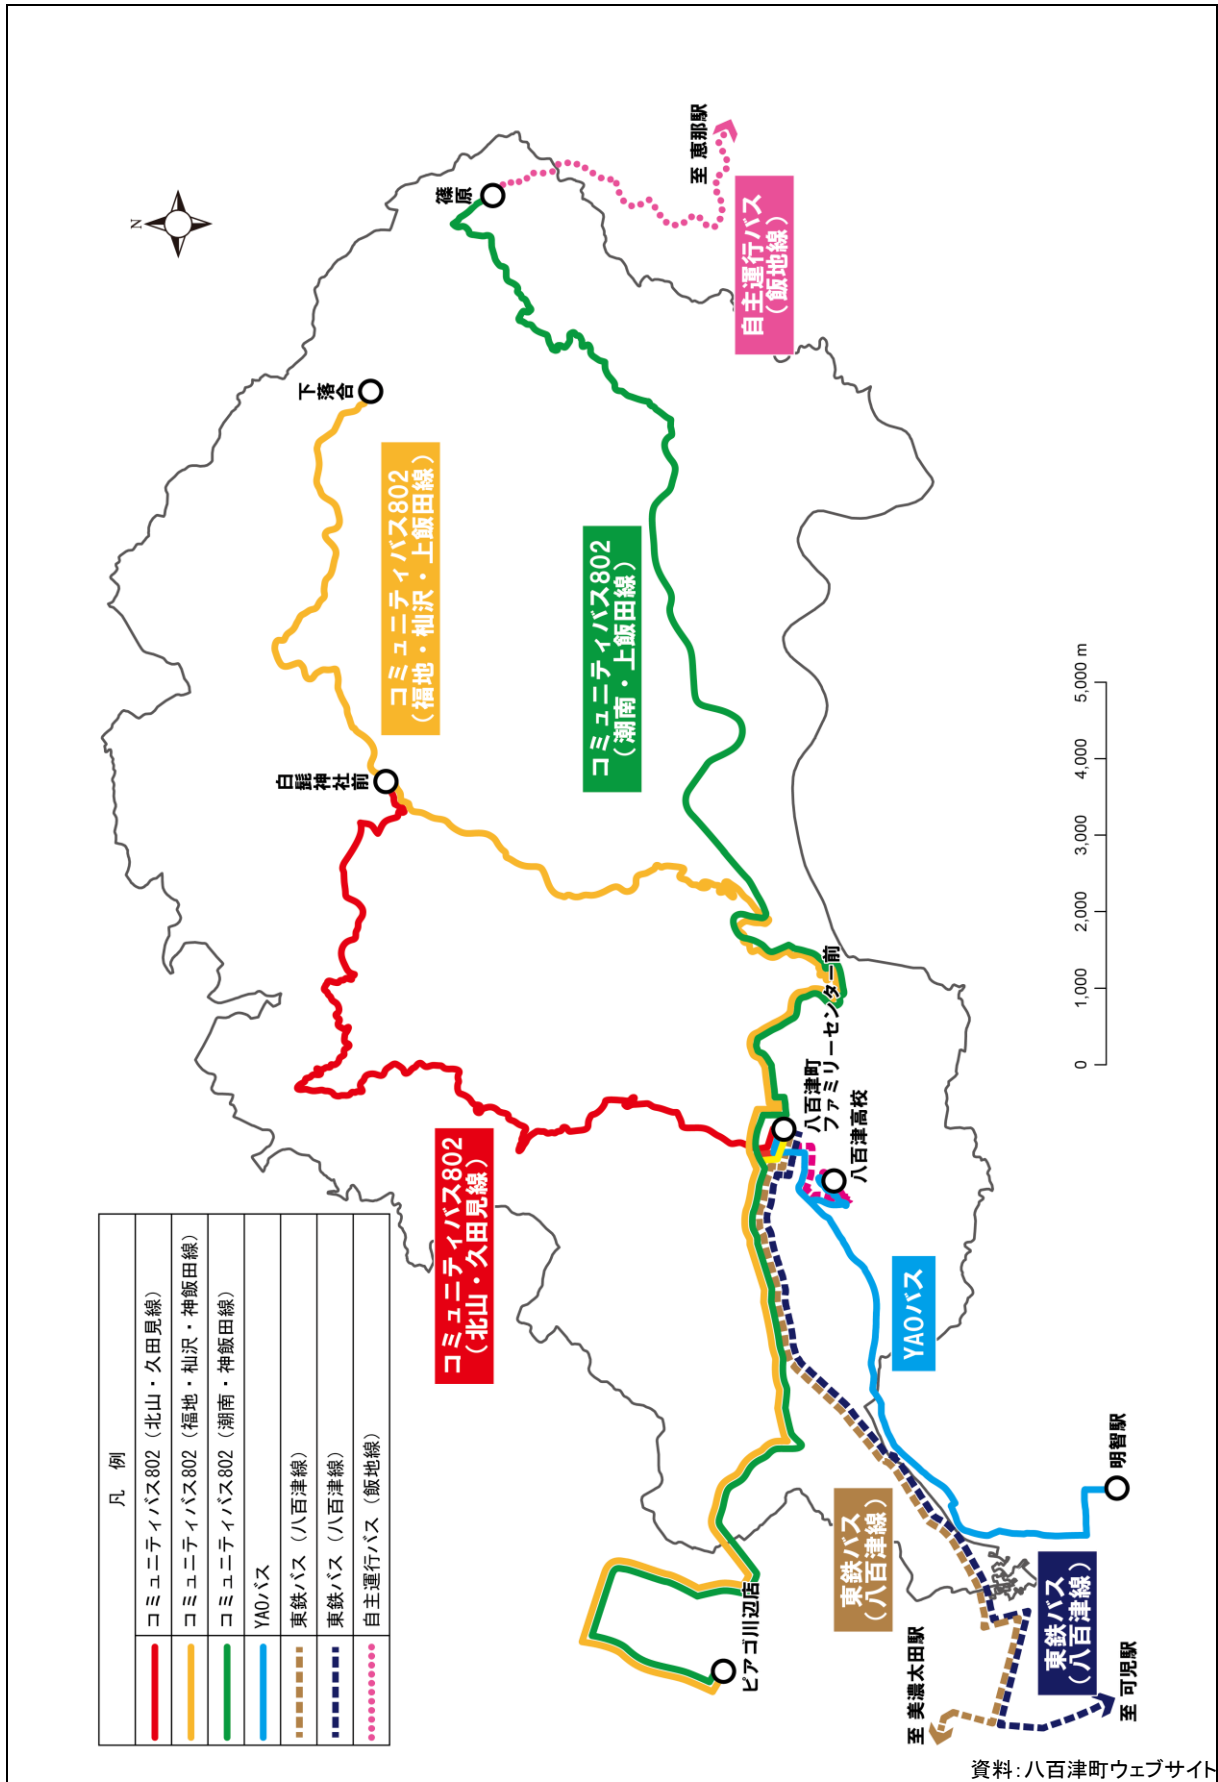 凡 例
コミュニティバス802（北山・久田見線）
コミュニティバス802（福地・杣沢・神飯田線）
コミュニティバス802（潮南・神飯田線）
YAOバス
東鉄バス（八百津線）
東鉄バス（八百津線）
自主運行バス（飯地線）
N
篠原
至 恵那駅
自主運行バス
（飯地線）
下落合
コミュニティバス802
（福地・杣沢・上飯田線）
コミュニティバス802
（潮南・上飯田線）
白髭神社前
コミュニティバス802
（北山・久田見線）
八百津町
ファミリーセンター前
八百津高校
YAOバス
明智駅
東鉄バス
（八百津線）
東鉄バス
（八百津線）
ピアゴ川辺店
至 美濃太田駅
至 可児駅
0
1,000
2,000
3,000
4,000
5,000 m
資料：八百津町ウェブサイト